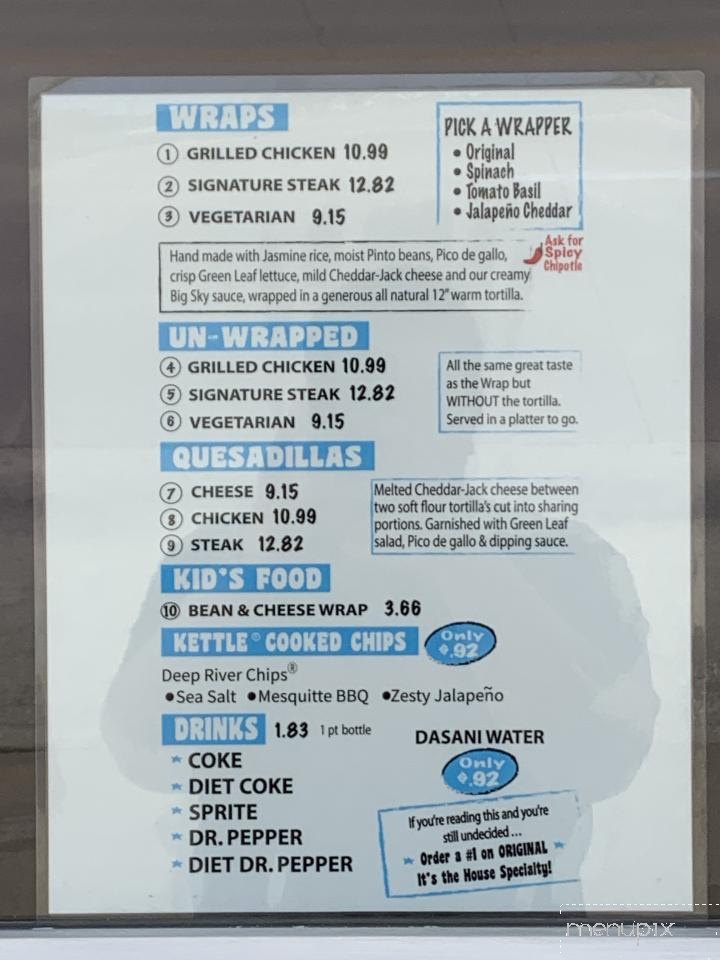 WRAPS
1 GRILLED CHICKEN 10.99
2 SIGNATURE STEAK 12.82
3 VEGETARIAN 9.15
PICK A WRAPPER
• Original
• Spinach
• Tomato Basil
• Jalapeño Cheddar
Hand made with Jasmine rice, moist Pinto beans, Pico de gallo,
crisp Green Leaf lettuce, mild Cheddar-Jack cheese and our creamy
Big Sky sauce, wrapped in a generous all natural 12" warm tortilla.
Ask for
Spicy
Chipotle
UN-WRAPPED
4 GRILLED CHICKEN 10.99
5 SIGNATURE STEAK 12.82
6 VEGETARIAN 9.15
All the same great taste
as the Wrap but
WITHOUT the tortilla.
Served in a platter to go.
QUESADILLAS
7 CHEESE 9.15
8 CHICKEN 10.99
9 STEAK 12.82
Melted Cheddar-Jack cheese between
two soft flour tortilla's cut into sharing
portions. Garnished with Green Leaf
salad, Pico de gallo & dipping sauce.
KID'S FOOD
10 BEAN & CHEESE WRAP 3.66
KETTLE® COOKED CHIPS
Only
$.92
Deep River Chips®
•Sea Salt •Mesquitte BBQ •Zesty Jalapeño
DRINKS 1.83 1 pt bottle
* COKE
* DIET COKE
* SPRITE
* DR. PEPPER
* DIET DR. PEPPER
DASANI WATER
Only
$.92
If you're reading this and you're
still undecided...
* Order a #1 on ORIGINAL *
It's the House Specialty!
menupix